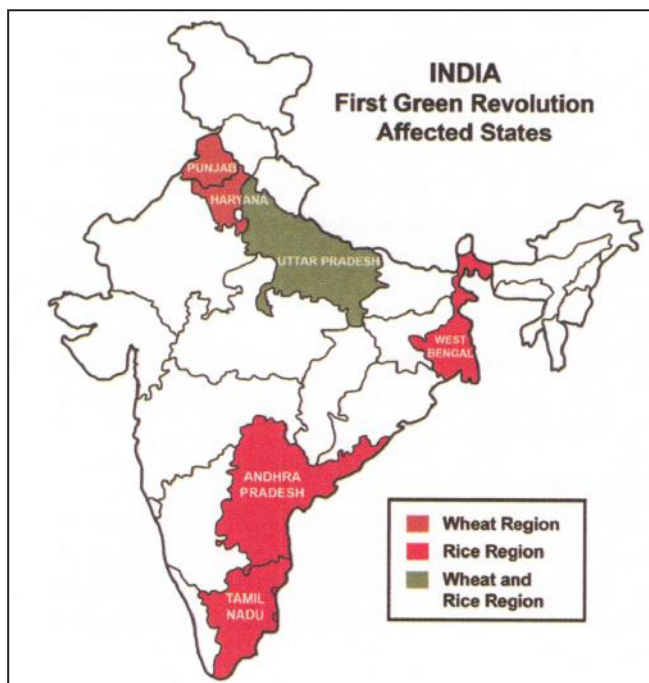 INDIA
First Green Revolution
Affected States
PUNJAB
HARYANA
UTTAR PRADESH
WEST
BENGAL
ANDHRA
PRADESH
TAMIL
NADU
Wheat Region
Rice Region
Wheat and
Rice Region